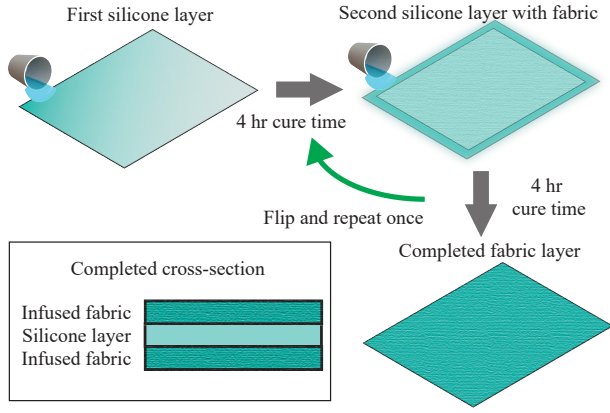 First silicone layer
Second silicone layer with fabric
4 hr cure time
4 hr
cure time
Flip and repeat once
Completed fabric layer
Completed cross-section
Infused fabric
Silicone layer
Infused fabric